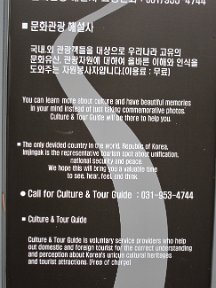 : 031-953-4744
■ 문화관광 해설사
국내.외 관광객들을 대상으로 우리나라 고유의
문화유산, 관광자원에 대하여 올바른 이해와 인식을
도와주는 자원봉사자입니다.(이용료 : 무료)
You can learn more about culture and have beautiful memories
in your mind instead of just taking commemorative photos.
Culture & Tour Guide will be there to help you.
● The only devided country in the world, Republic of Korea,
Imjingak is the representative tourism spot about unification,
national security and peace.
We hope this will bring you a valuable time
to see, hear, feel, and think.
● Call for Culture & Tour Guide : 031-953-4744
■ Culture & Tour Guide
Culture & Tour Guide is voluntary service providers who help
out domestic and foreign tourist for the correct understanding
and perception about Korea's unique cultural heritages
and tourist attractions. (Free of charge)